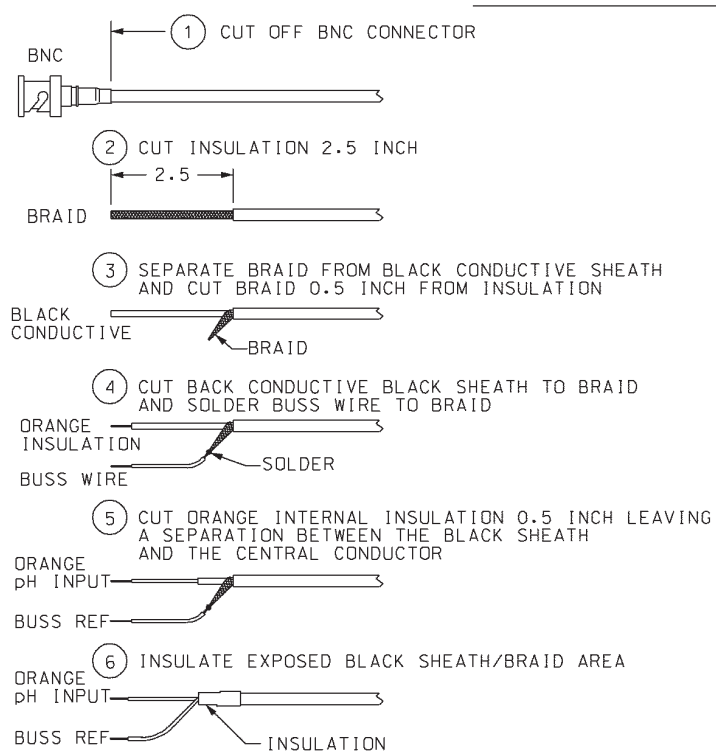 1 CUT OFF BNC CONNECTOR
BNC
2 CUT INSULATION 2.5 INCH
2.5
BRAID
3 SEPARATE BRAID FROM BLACK CONDUCTIVE SHEATH
AND CUT BRAID 0.5 INCH FROM INSULATION
BLACK
CONDUCTIVE
BRAID
4 CUT BACK CONDUCTIVE BLACK SHEATH TO BRAID
AND SOLDER BUSS WIRE TO BRAID
ORANGE
INSULATION
SOLDER
BUSS WIRE
5 CUT ORANGE INTERNAL INSULATION 0.5 INCH LEAVING
A SEPARATION BETWEEN THE BLACK SHEATH
AND THE CENTRAL CONDUCTOR
ORANGE
pH INPUT
BUSS REF
6 INSULATE EXPOSED BLACK SHEATH/BRAID AREA
ORANGE
pH INPUT
BUSS REF
INSULATION